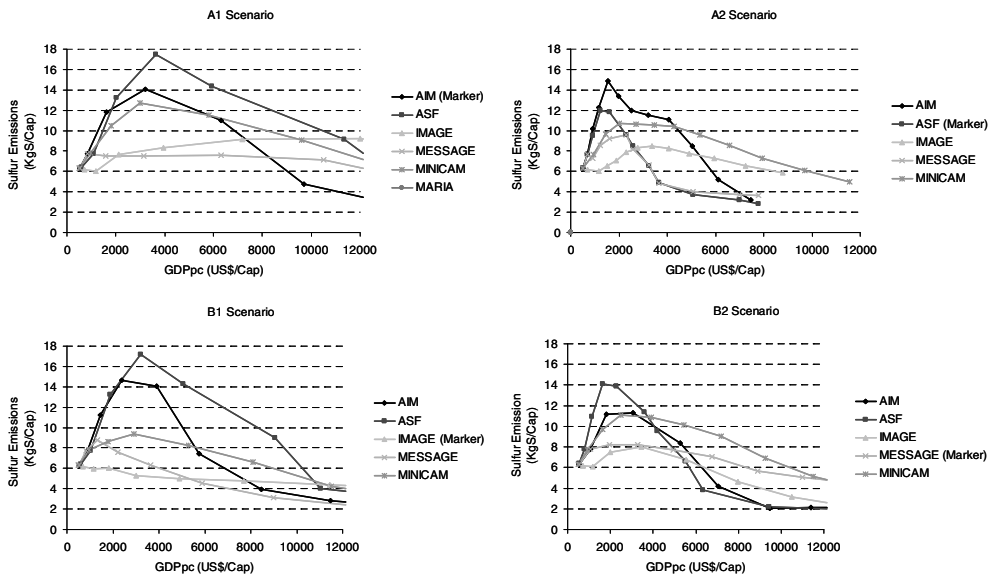 A1 Scenario
Sulfur Emissions
(KgS/Cap)
18
16
14
12
10
8
6
4
2
0
0 2000 4000 6000 8000 10000 12000
GDPpc (US$/Cap)
AIM (Marker)
ASF
IMAGE
MESSAGE
MINICAM
MARIA
A2 Scenario
Sulfur Emissions
(KgS/Cap)
18
16
14
12
10
8
6
4
2
0
0 2000 4000 6000 8000 10000 12000
GDPpc (US$/Cap)
AIM
ASF (Marker)
IMAGE
MESSAGE
MINICAM
B1 Scenario
Sulfur Emissions
(KgS/Cap)
18
16
14
12
10
8
6
4
2
0
0 2000 4000 6000 8000 10000 12000
GDPpc (US$/Cap)
AIM
ASF
IMAGE (Marker)
MESSAGE
MINICAM
B2 Scenario
Sulfur Emission
(KgS/Cap)
18
16
14
12
10
8
6
4
2
0
0 2000 4000 6000 8000 10000 12000
GDPpc (US$/Cap)
AIM
ASF
IMAGE
MESSAGE (Marker)
MINICAM